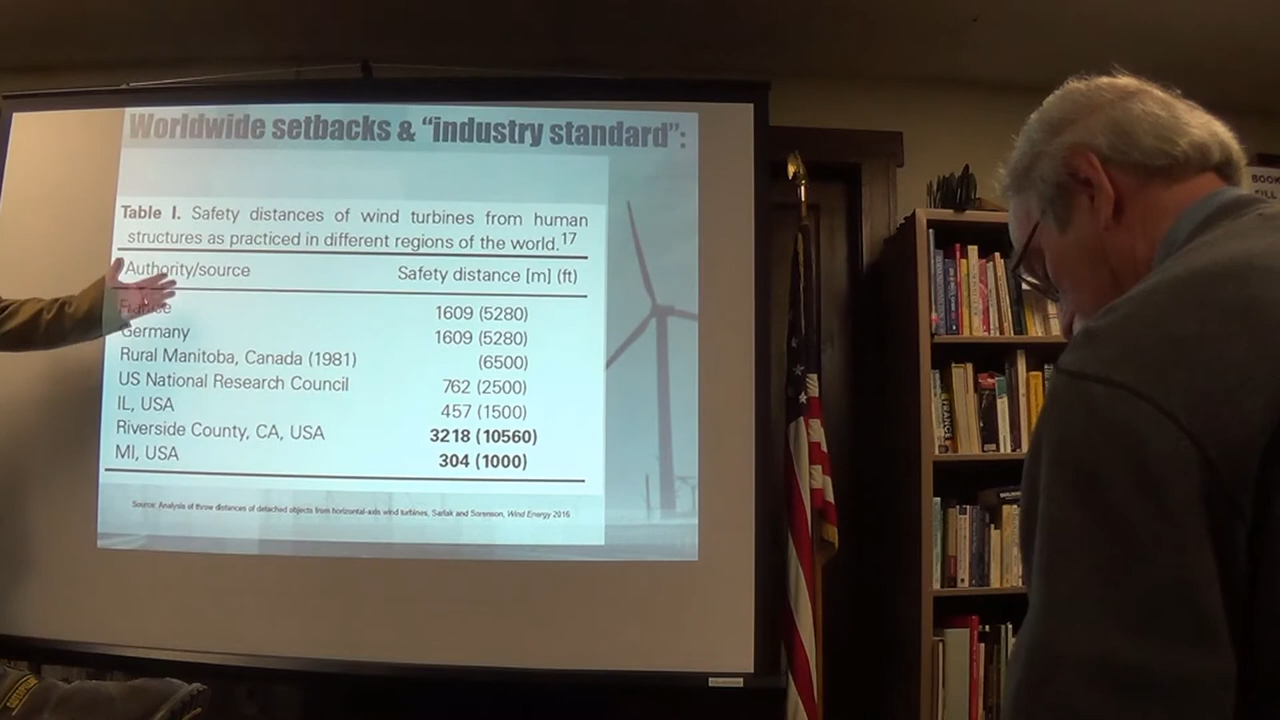 Worldwide setbacks & “industry standard”:
Table I. Safety distances of wind turbines from human
structures as practiced in different regions of the world.17
Authority/source Safety distance [m] (ft)
France 1609 (5280)
Germany 1609 (5280)
Rural Manitoba, Canada (1981) (6500)
US National Research Council 762 (2500)
IL, USA 457 (1500)
Riverside County, CA, USA 3218 (10560)
MI, USA 304 (1000)
Source: Analysis of throw distances of detached objects from horizontal-axis wind turbines, Sarlak and Sorenson, Wind Energy 2016
BOOK
FRANCE